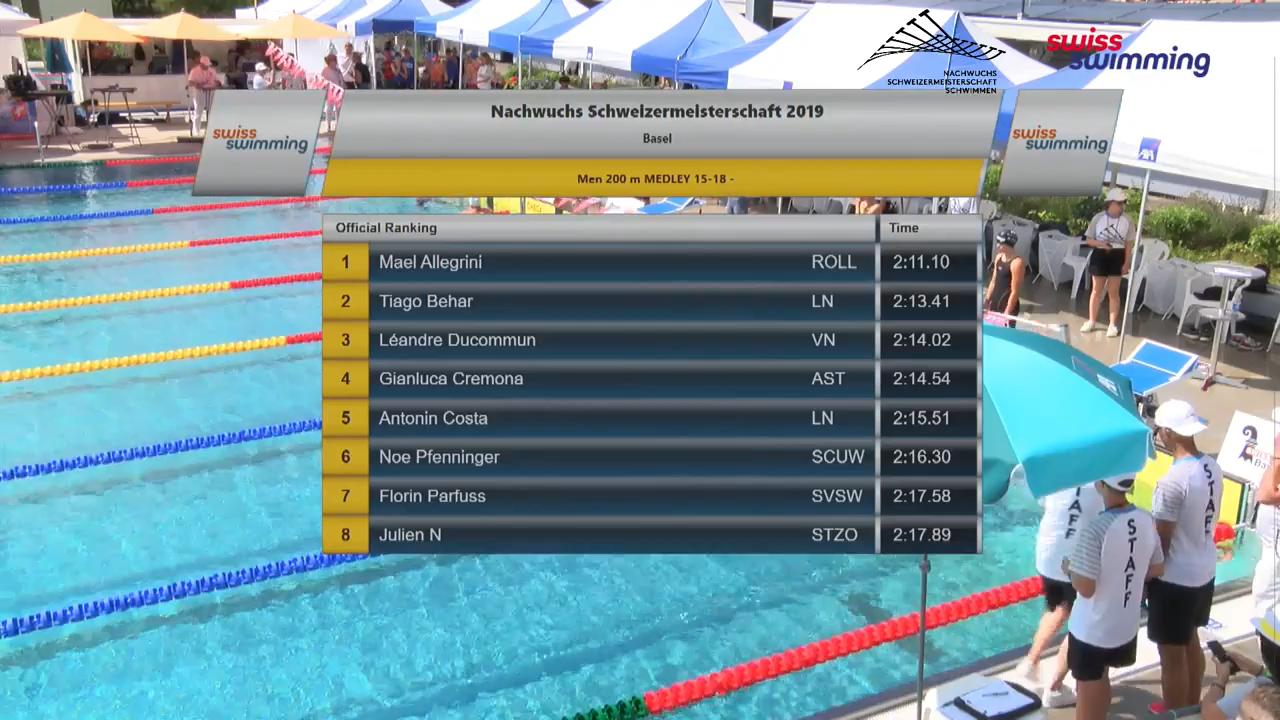 swiss
swimming
NACHWUCHS
SCHWEIZERMEISTERSCHAFT
SCHWIMMEN
Nachwuchs Schweizermeisterschaft 2019
Basel
swiss
swimming
swiss
swimming
Men 200 m MEDLEY 15-18 -
Official Ranking Time
1 Mael Allegrini ROLL 2:11.10
2 Tiago Behar LN 2:13.41
3 Léandre Ducommun VN 2:14.02
4 Gianluca Cremona AST 2:14.54
5 Antonin Costa LN 2:15.51
6 Noe Pfenninger SCUW 2:16.30
7 Florin Parfuss SVSW 2:17.58
8 Julien N STZO 2:17.89
AXA
STAFF
STAFF
STAFF